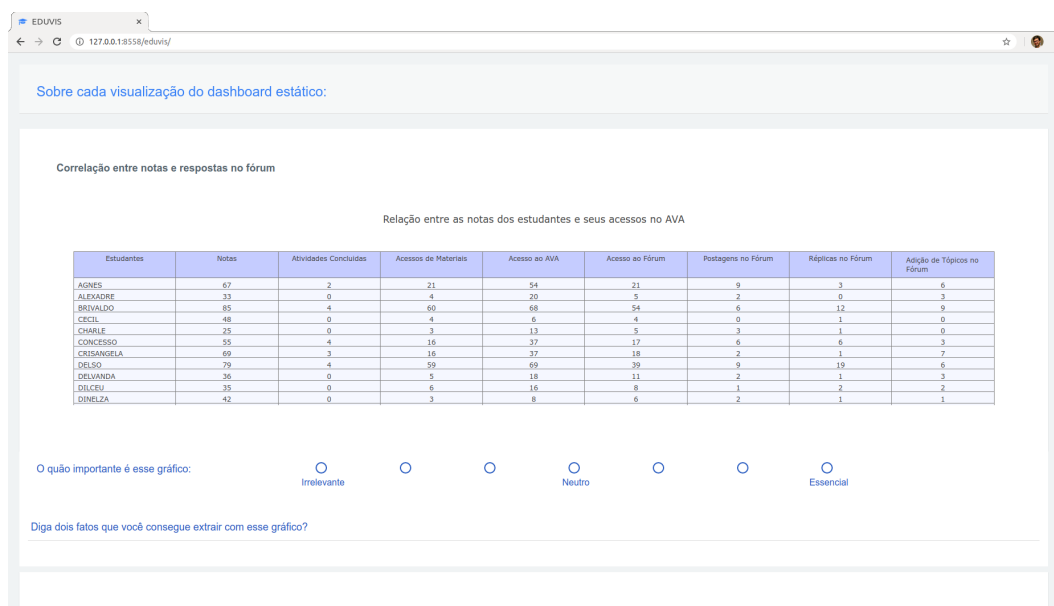 EDUVIS
127.0.0.1:8558/eduvis/
Sobre cada visualização do dashboard estático:
Correlação entre notas e respostas no fórum
Relação entre as notas dos estudantes e seus acessos no AVA
Estudantes Notas Atividades Concluidas Acessos de Materiais Acesso ao AVA Acesso ao Fórum Postagens no Fórum Réplicas no Fórum Adição de Tópicos no
Fórum
AGNES 67 2 21 54 21 9 3 6
ALEXADRE 33 0 4 20 5 2 0 3
BRIVALDO 85 4 60 68 54 6 12 9
CECIL 48 0 4 6 4 0 1 0
CHARLE 25 0 3 13 5 3 1 0
CONCESSO 55 4 16 37 17 6 6 3
CRISANGELA 69 3 16 37 18 2 1 7
DELSO 79 4 59 69 39 9 19 6
DELVANDA 36 0 5 18 11 2 1 3
DILCEU 35 0 6 16 8 1 2 2
DINELZA 42 0 3 8 6 2 1 1
O quão importante é esse gráfico:
Irrelevante Neutro Essencial
Diga dois fatos que você consegue extrair com esse gráfico?